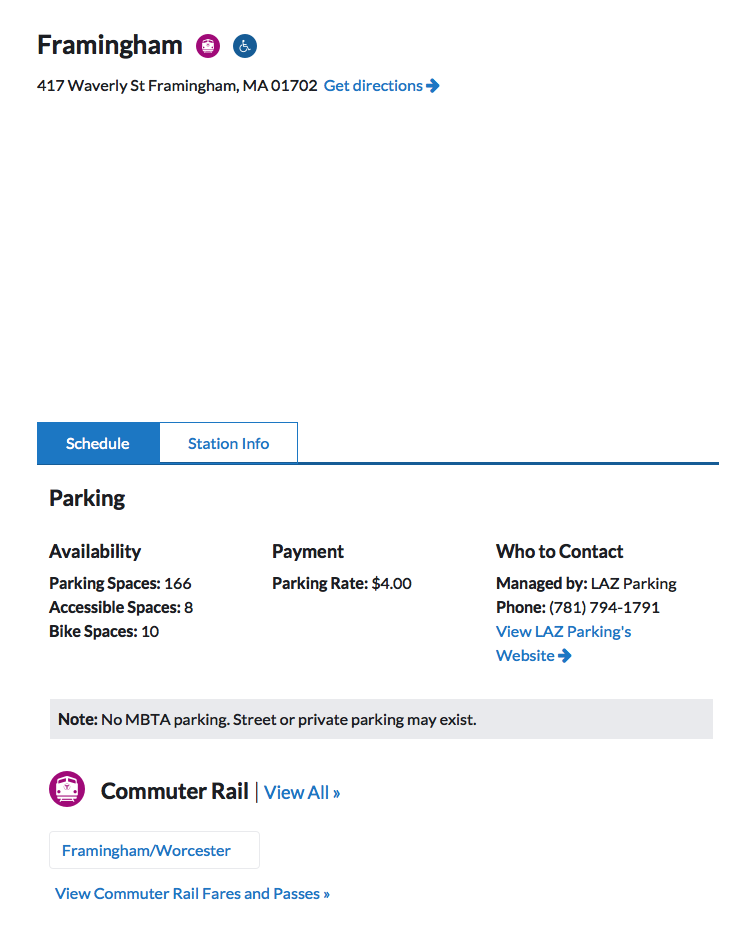 Framingham
417 Waverly St Framingham, MA 01702 Get directions
Schedule
Station Info
Parking
Availability
Parking Spaces: 166
Accessible Spaces: 8
Bike Spaces: 10
Payment
Parking Rate: $4.00
Who to Contact
Managed by: LAZ Parking
Phone: (781) 794-1791
View LAZ Parking's
Website
Note: No MBTA parking. Street or private parking may exist.
Commuter Rail | View All »
Framingham/Worcester
View Commuter Rail Fares and Passes »